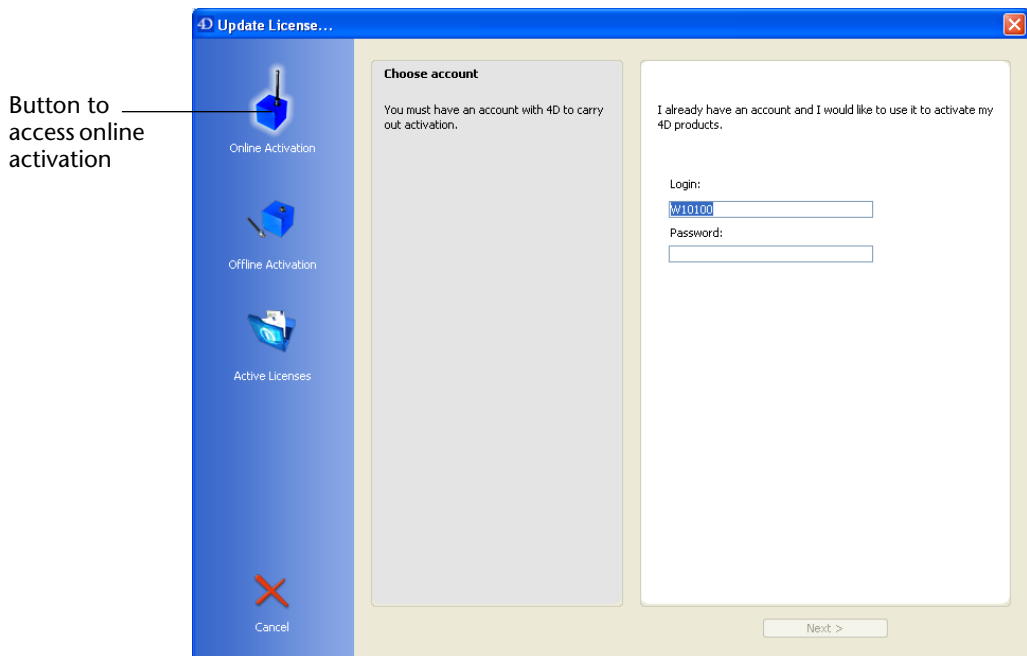 4D Update License...
Button to
access online
activation
Online Activation
Offline Activation
Active Licenses
Cancel
Choose account
You must have an account with 4D to carry
out activation.
I already have an account and I would like to use it to activate my
4D products.
Login:
W10100
Password:
Next >